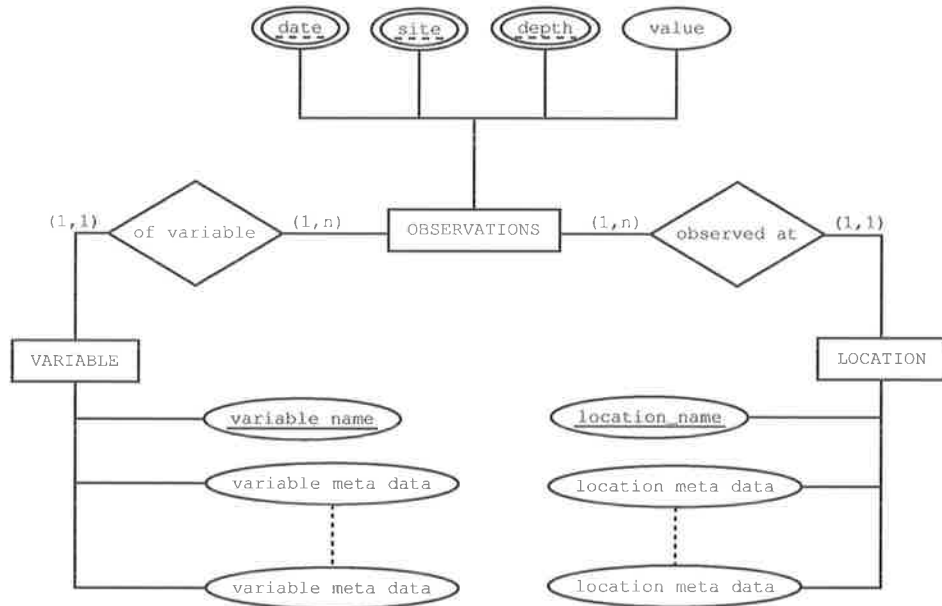 date site depth value
(1,1) of variable (1,n) OBSERVATIONS (1,n) observed at (1,1)
VARIABLE LOCATION
variable name location_name
variable meta data location meta data
variable meta data location meta data